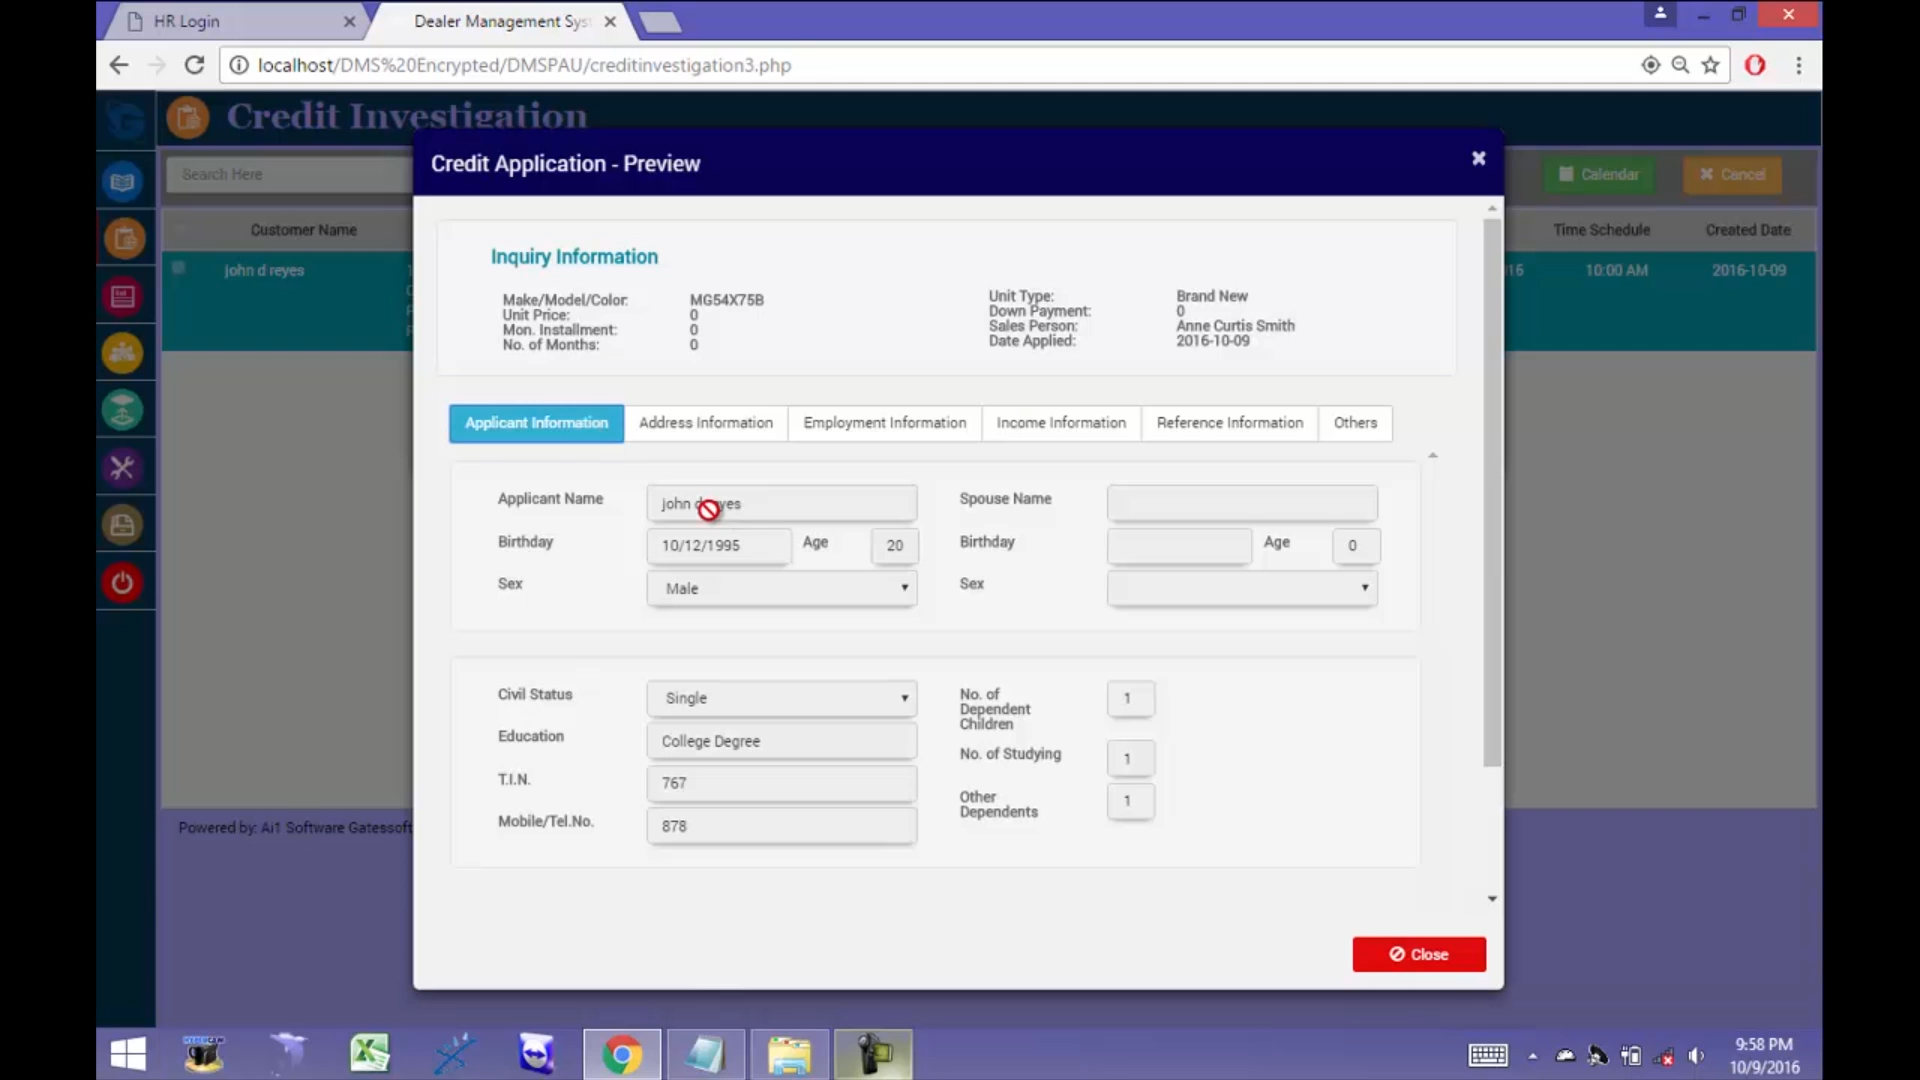 HR Login
Dealer Management Sys
localhost/DMS%20Encrypted/DMSPAU/creditinvestigation3.php
Credit Investigation
Credit Application - Preview
Search Here
Calendar
Cancel
Customer Name
Time Schedule
Created Date
john d reyes
16
10:00 AM
2016-10-09
Inquiry Information
Make/Model/Color: MG54X75B
Unit Price: 0
Mon. Installment: 0
No. of Months: 0
Unit Type: Brand New
Down Payment: 0
Sales Person: Anne Curtis Smith
Date Applied: 2016-10-09
Applicant Information
Address Information
Employment Information
Income Information
Reference Information
Others
Applicant Name
john d reyes
Spouse Name
Birthday
10/12/1995
Age
20
Birthday
Age
0
Sex
Male
Sex
Civil Status
Single
No. of
Dependent
Children
1
Education
College Degree
No. of Studying
1
T.I.N.
767
Other
Dependents
1
Mobile/Tel.No.
878
Powered by: Ai1 Software Gatessoft
Close
9:58 PM
10/9/2016